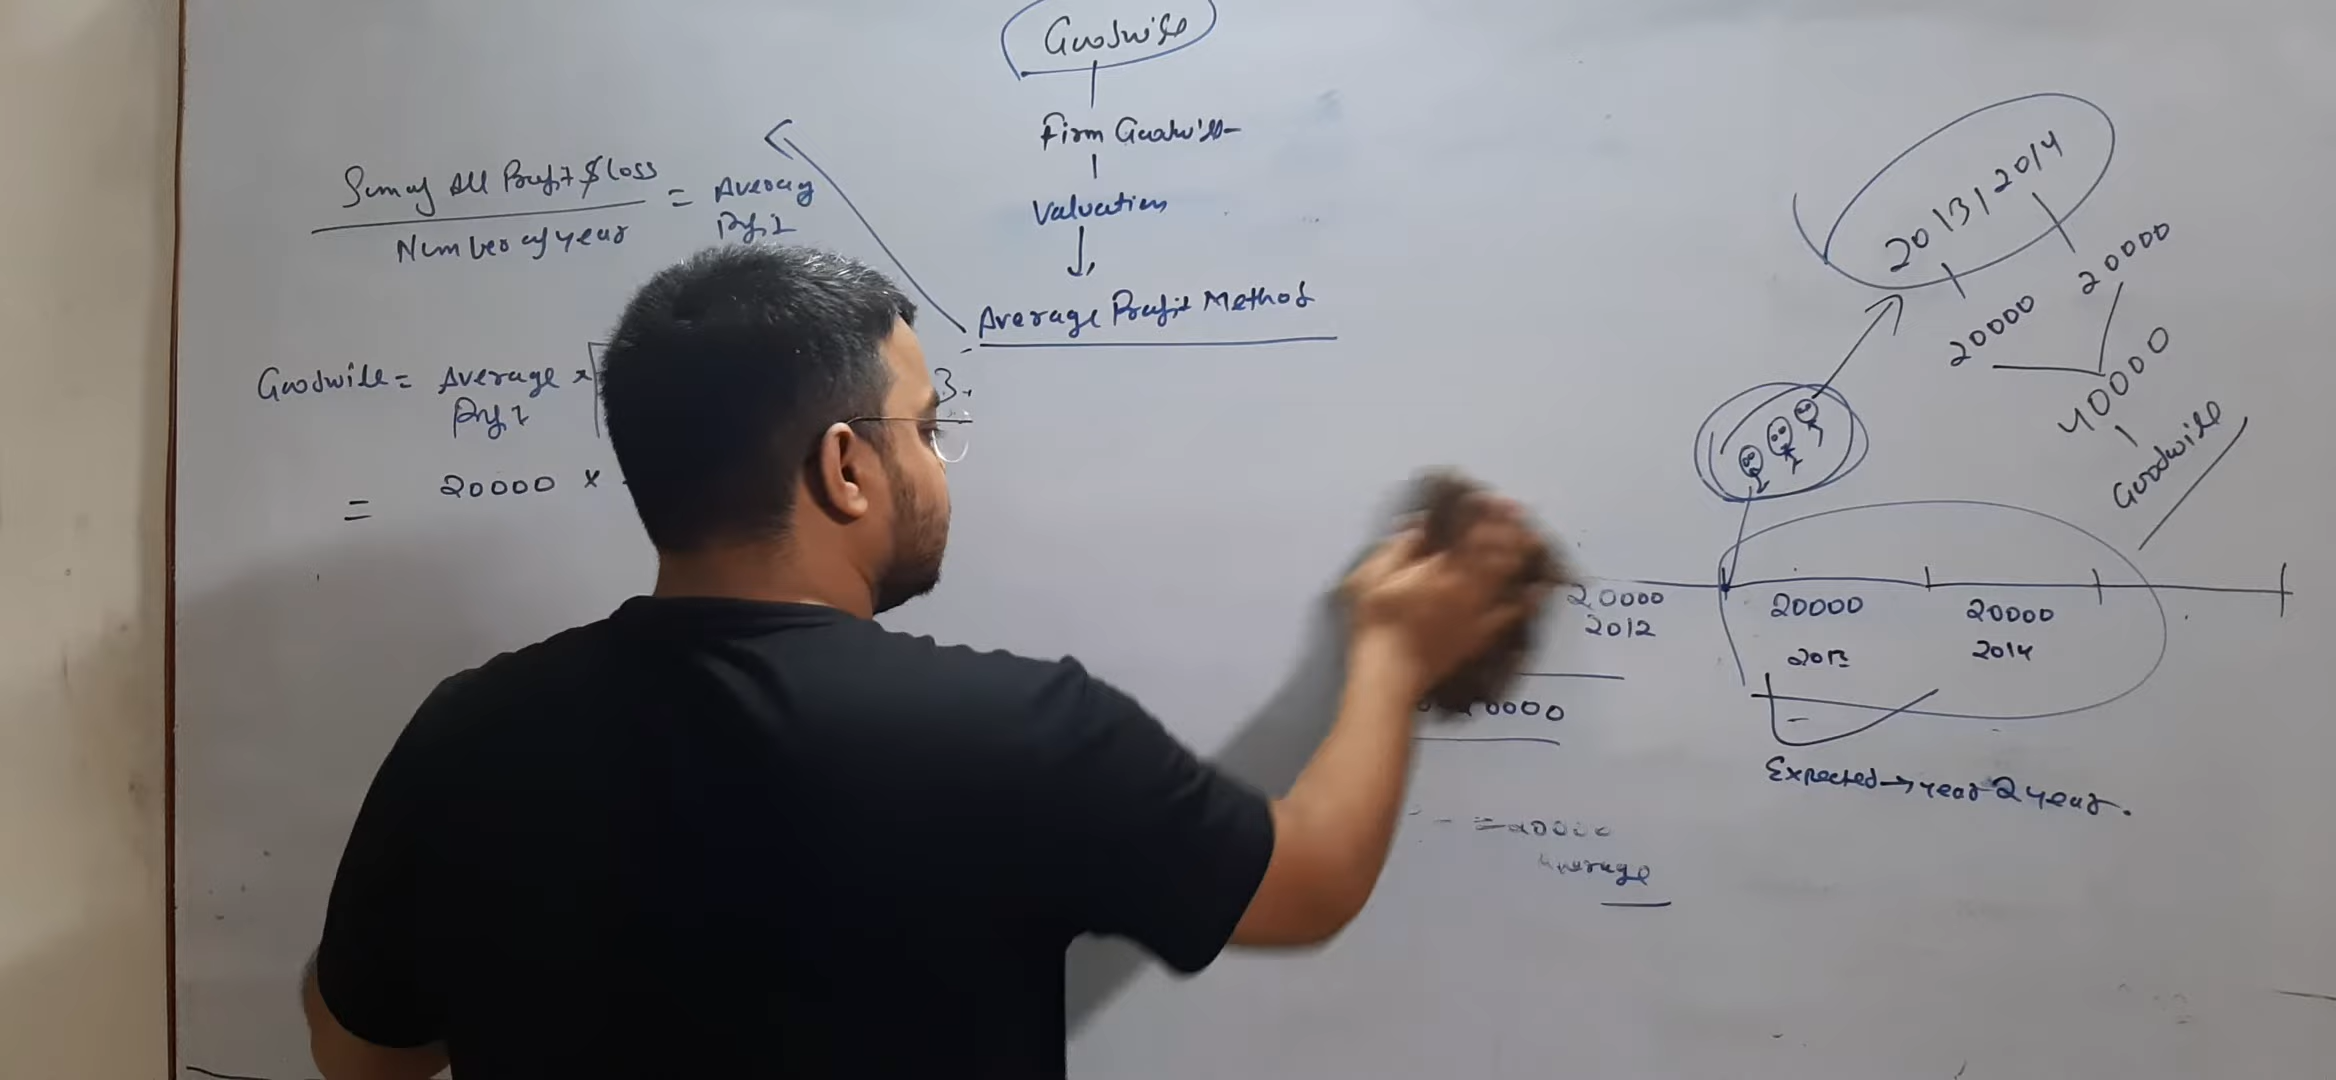 Goodwill
Firm Goodwill
Valuation
Average Profit Method
Sum of All Profit & loss
Number of year
= Average Profit
Goodwill = Average Profit ×
= 20000 ×
3.
2013 | 2014
20000
20000
40000
Goodwill
20000
2012
20000
2013
20000
2014
0000
Average
Expected → year 2 year.